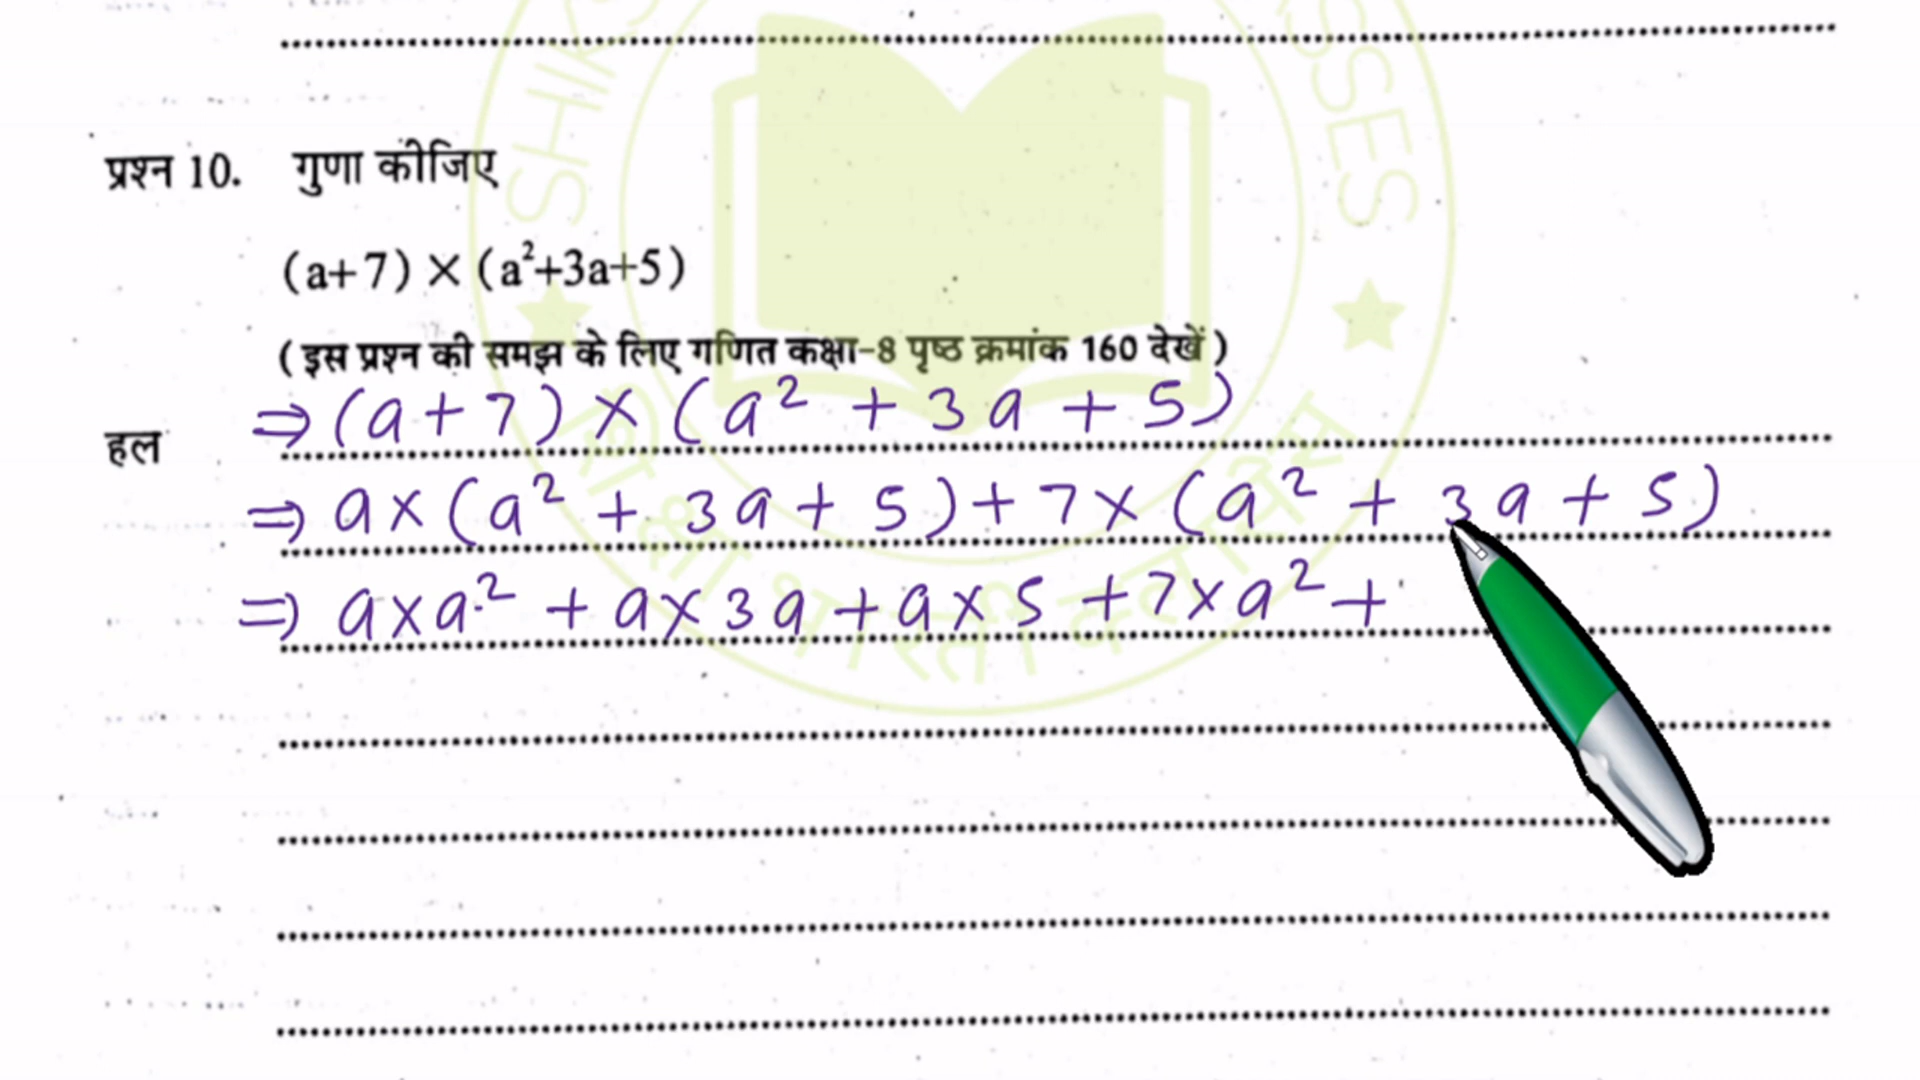 प्रश्न 10. गुणा कीजिए
(a+7) × (a²+3a+5)
( इस प्रश्न की समझ के लिए गणित कक्षा-8 पृष्ठ क्रमांक 160 देखें )
⇒ (a + 7) × (a² + 3a + 5)
हल
⇒ a × (a² + 3a + 5) + 7 × (a² + 3a + 5)
⇒ a × a² + a × 3a + a × 5 + 7 × a² +